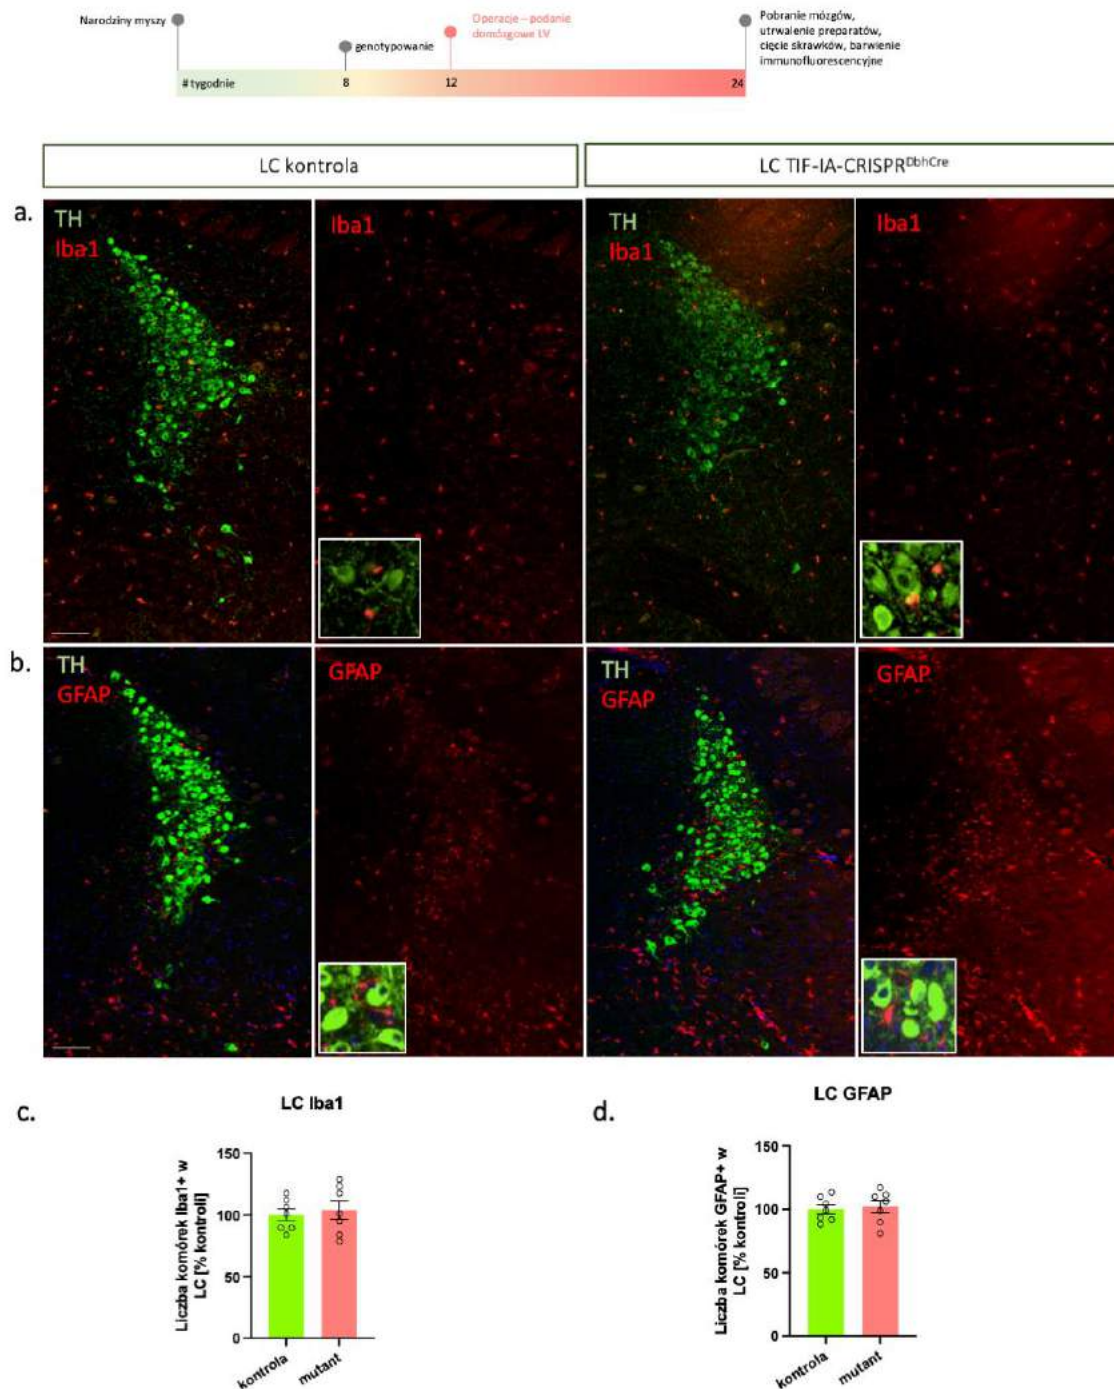 Narodziny myszy
Operacje – podanie
domózgowe LV
Pobranie mózgów,
utrwalenie preparatów,
cięcie skrawków, barwienie
immunofluorescencyjne
genotypowanie
# tygodnie 8 12 24
LC kontrola
LC TIF-IA-CRISPRDbhCre
a.
TH
Iba1
Iba1
TH
Iba1
Iba1
b.
TH
GFAP
GFAP
TH
GFAP
GFAP
c.
LC Iba1
Liczba komórek Iba1+ w
LC [% kontroli]
150
100
50
0
kontrola
mutant
d.
LC GFAP
Liczba komórek GFAP+ w
LC [% kontroli]
150
100
50
0
kontrola
mutant